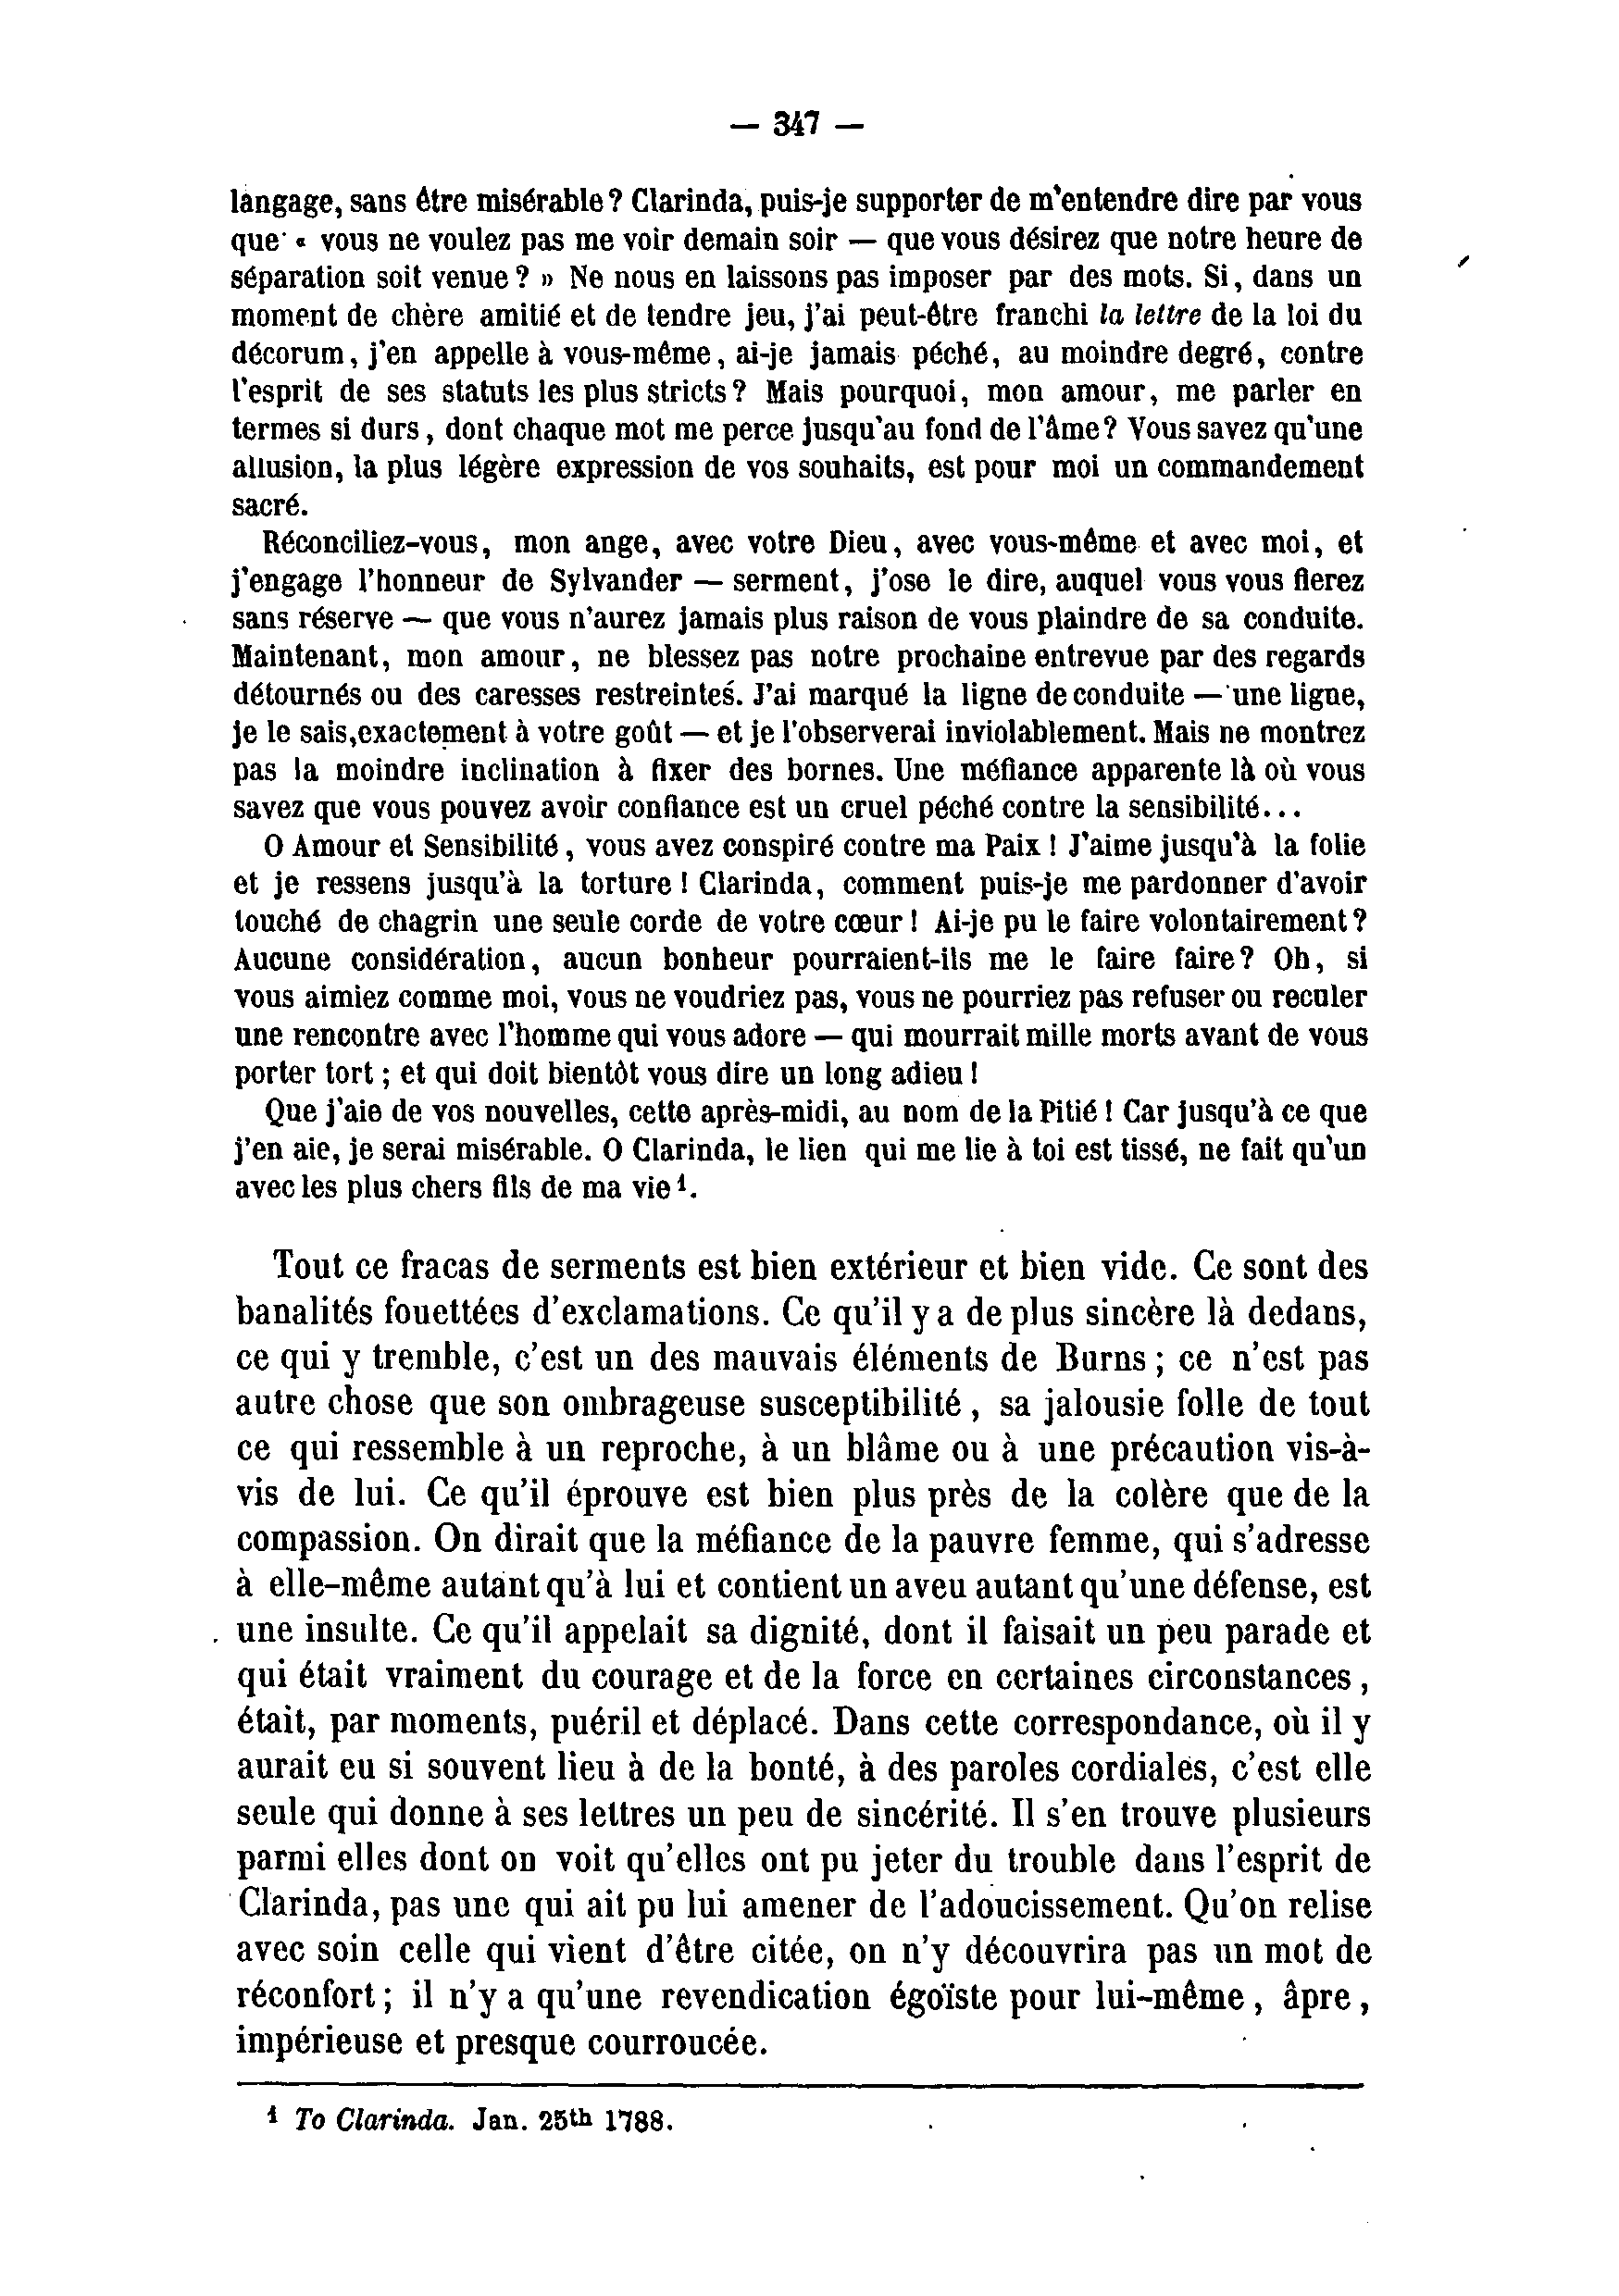 — 347 —
langage, sans être misérable ? Clarinda, puis-je supporter de m'entendre dire par vous
que « vous ne voulez pas me voir demain soir — que vous désirez que notre heure de
séparation soit venue ? » Ne nous en laissons pas imposer par des mots. Si, dans un
moment de chère amitié et de tendre jeu, j'ai peut-être franchi la lettre de la loi du
décorum, j'en appelle à vous-même, ai-je jamais péché, au moindre degré, contre
l'esprit de ses statuts les plus stricts ? Mais pourquoi, mon amour, me parler en
termes si durs, dont chaque mot me perce jusqu'au fond de l'âme ? Vous savez qu'une
allusion, la plus légère expression de vos souhaits, est pour moi un commandement
sacré.
Réconciliez-vous, mon ange, avec votre Dieu, avec vous-même et avec moi, et
j'engage l'honneur de Sylvander — serment, j'ose le dire, auquel vous vous fierez
sans réserve — que vous n'aurez jamais plus raison de vous plaindre de sa conduite.
Maintenant, mon amour, ne blessez pas notre prochaine entrevue par des regards
détournés ou des caresses restreintes. J'ai marqué la ligne de conduite — une ligne,
je le sais, exactement à votre goût — et je l'observerai inviolablement. Mais ne montrez
pas la moindre inclination à fixer des bornes. Une méfiance apparente là où vous
savez que vous pouvez avoir confiance est un cruel péché contre la sensibilité...
O Amour et Sensibilité, vous avez conspiré contre ma Paix ! J'aime jusqu'à la folie
et je ressens jusqu'à la torture ! Clarinda, comment puis-je me pardonner d'avoir
touché de chagrin une seule corde de votre cœur ! Ai-je pu le faire volontairement ?
Aucune considération, aucun bonheur pourraient-ils me le faire faire ? Oh, si
vous aimiez comme moi, vous ne voudriez pas, vous ne pourriez pas refuser ou reculer
une rencontre avec l'homme qui vous adore — qui mourrait mille morts avant de vous
porter tort ; et qui doit bientôt vous dire un long adieu !
Que j'aie de vos nouvelles, cette après-midi, au nom de la Pitié ! Car jusqu'à ce que
j'en aie, je serai misérable. O Clarinda, le lien qui me lie à toi est tissé, ne fait qu'un
avec les plus chers fils de ma vie 1.
Tout ce fracas de serments est bien extérieur et bien vide. Ce sont des
banalités fouettées d'exclamations. Ce qu'il y a de plus sincère là dedans,
ce qui y tremble, c'est un des mauvais éléments de Burns ; ce n'est pas
autre chose que son ombrageuse susceptibilité, sa jalousie folle de tout
ce qui ressemble à un reproche, à un blâme ou à une précaution vis-à-
vis de lui. Ce qu'il éprouve est bien plus près de la colère que de la
compassion. On dirait que la méfiance de la pauvre femme, qui s'adresse
à elle-même autant qu'à lui et contient un aveu autant qu'une défense, est
une insulte. Ce qu'il appelait sa dignité, dont il faisait un peu parade et
qui était vraiment du courage et de la force en certaines circonstances,
était, par moments, puéril et déplacé. Dans cette correspondance, où il y
aurait eu si souvent lieu à de la bonté, à des paroles cordiales, c'est elle
seule qui donne à ses lettres un peu de sincérité. Il s'en trouve plusieurs
parmi elles dont on voit qu'elles ont pu jeter du trouble dans l'esprit de
Clarinda, pas une qui ait pu lui amener de l'adoucissement. Qu'on relise
avec soin celle qui vient d'être citée, on n'y découvrira pas un mot de
réconfort ; il n'y a qu'une revendication égoïste pour lui-même, âpre,
impérieuse et presque courroucée.
1 To Clarinda. Jan. 25th 1788.